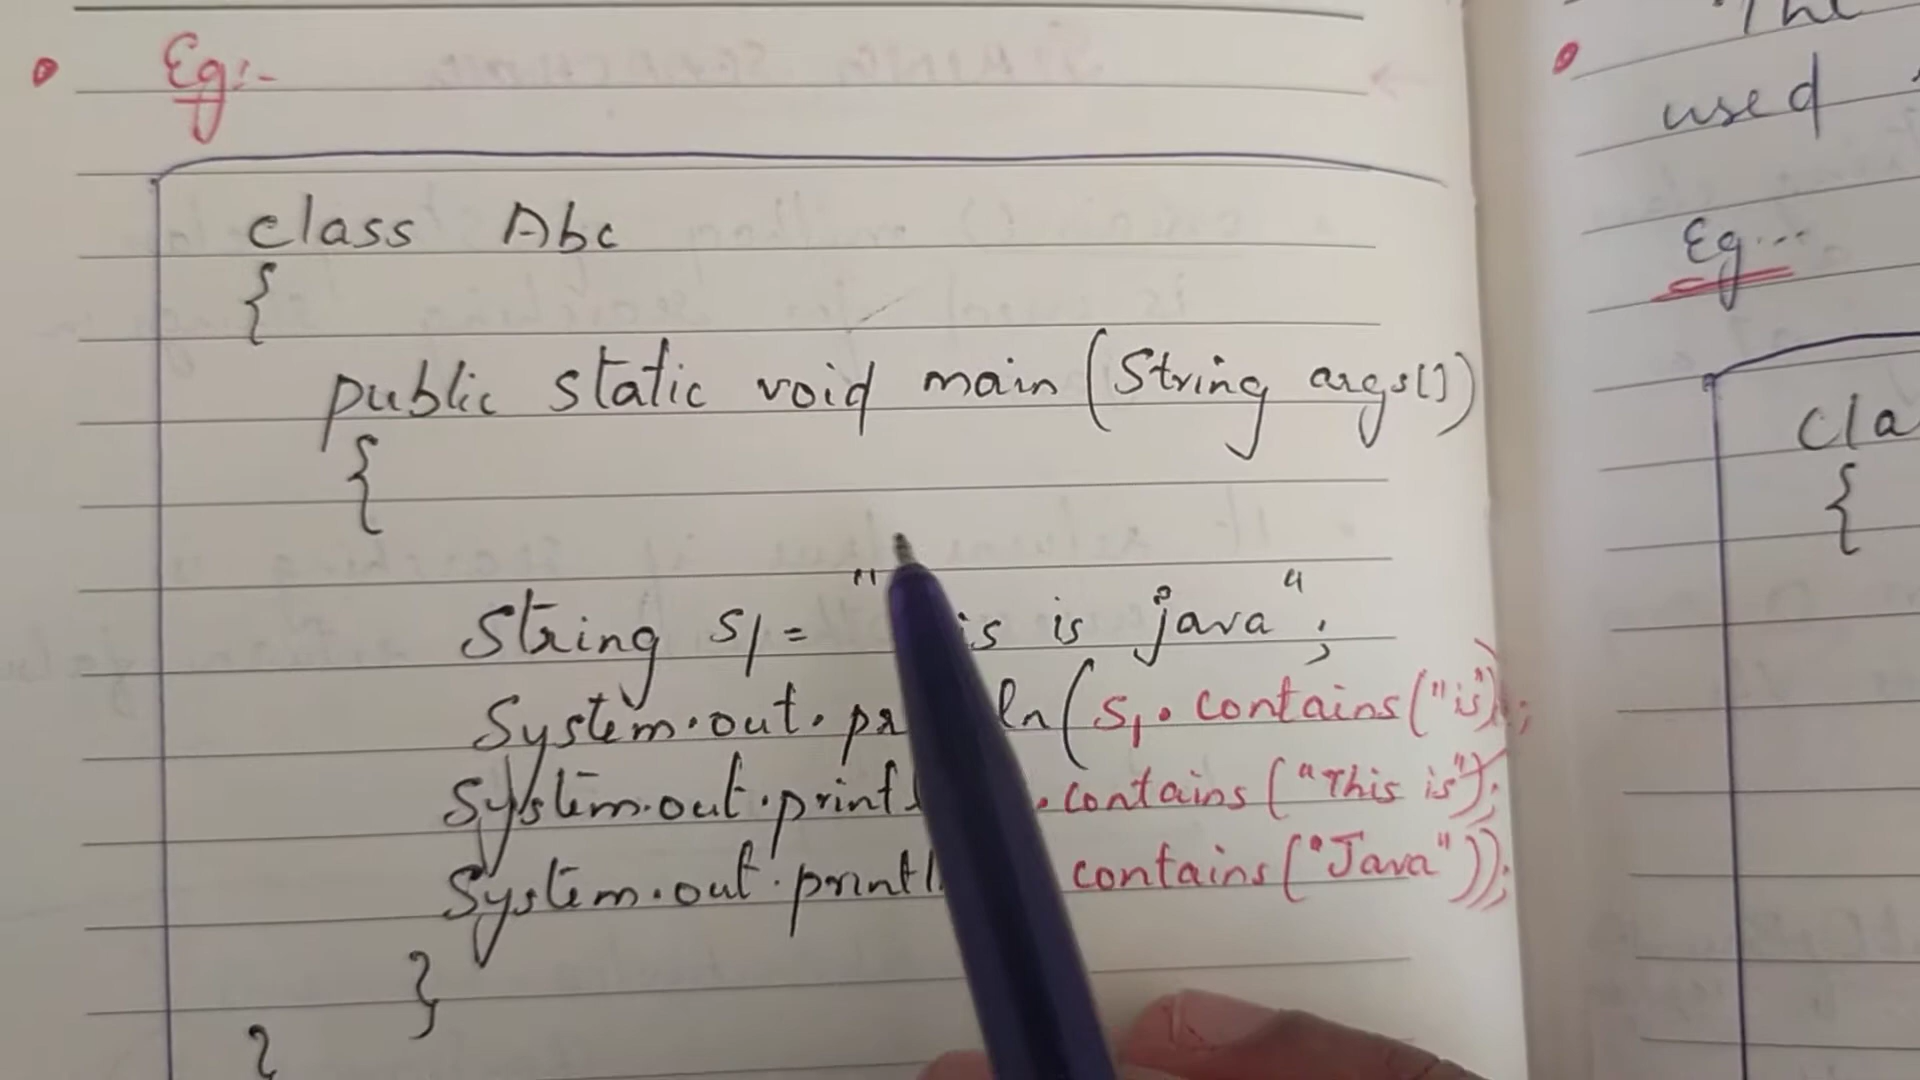 Eg:-
class Abc
{
public static void main (String args[])
{
String s1 = " is is java";
System.out.pr ln(s1.contains("is"));
System.out.printl .contains("This is");
System.out.printl contains("Java"));
}
}
used
Eg...
Cla
{